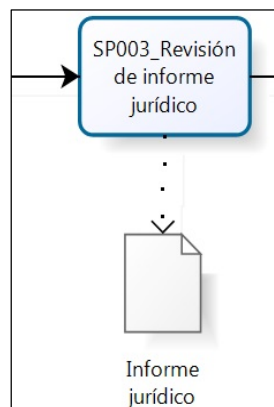 SP003_Revisión
de informe
jurídico
Informe
jurídico